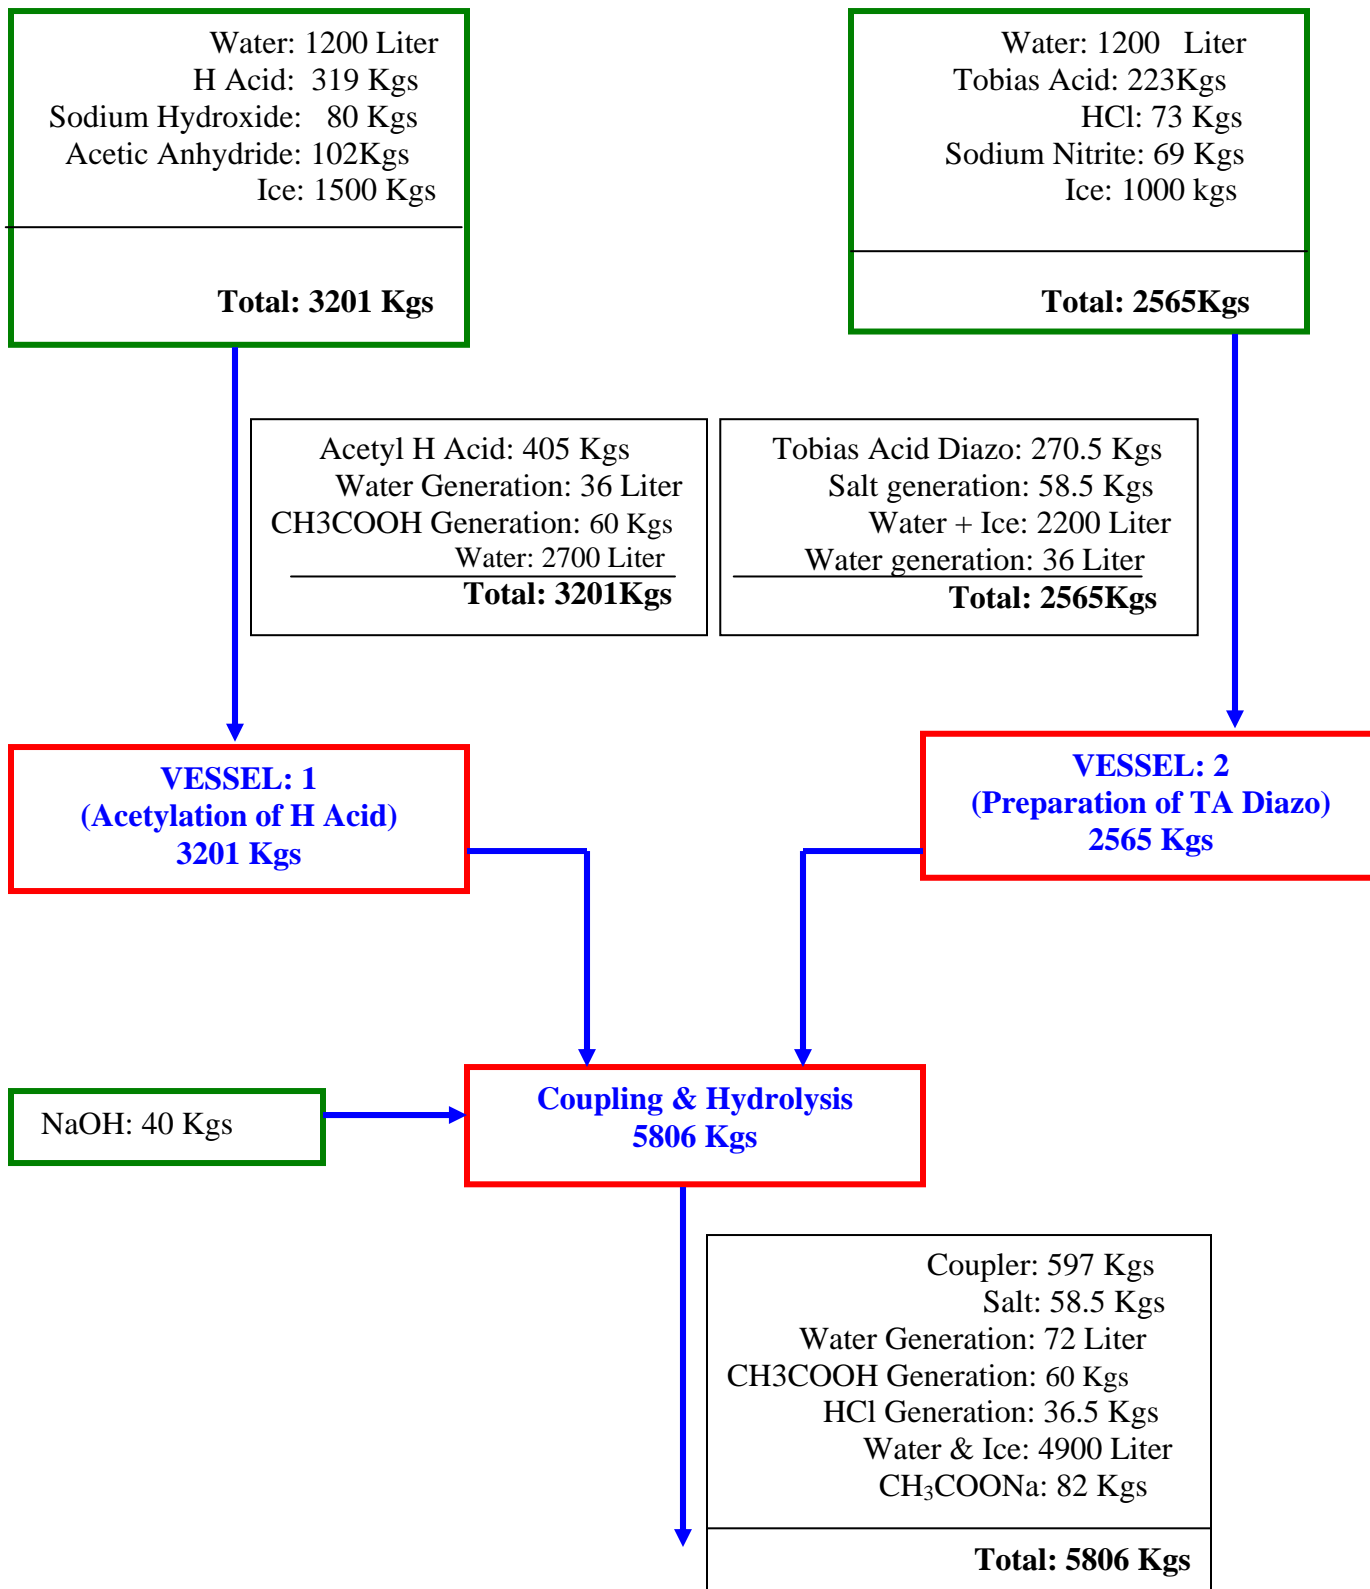 Water: 1200 Liter
H Acid: 319 Kgs
Sodium Hydroxide: 80 Kgs
Acetic Anhydride: 102Kgs
Ice: 1500 Kgs
Total: 3201 Kgs
Water: 1200 Liter
Tobias Acid: 223Kgs
HCl: 73 Kgs
Sodium Nitrite: 69 Kgs
Ice: 1000 kgs
Total: 2565Kgs
Acetyl H Acid: 405 Kgs
Water Generation: 36 Liter
CH3COOH Generation: 60 Kgs
Water: 2700 Liter
Total: 3201Kgs
Tobias Acid Diazo: 270.5 Kgs
Salt generation: 58.5 Kgs
Water + Ice: 2200 Liter
Water generation: 36 Liter
Total: 2565Kgs
VESSEL: 1
(Acetylation of H Acid)
3201 Kgs
VESSEL: 2
(Preparation of TA Diazo)
2565 Kgs
NaOH: 40 Kgs
Coupling & Hydrolysis
5806 Kgs
Coupler: 597 Kgs
Salt: 58.5 Kgs
Water Generation: 72 Liter
CH3COOH Generation: 60 Kgs
HCl Generation: 36.5 Kgs
Water & Ice: 4900 Liter
CH₃COONa: 82 Kgs
Total: 5806 Kgs